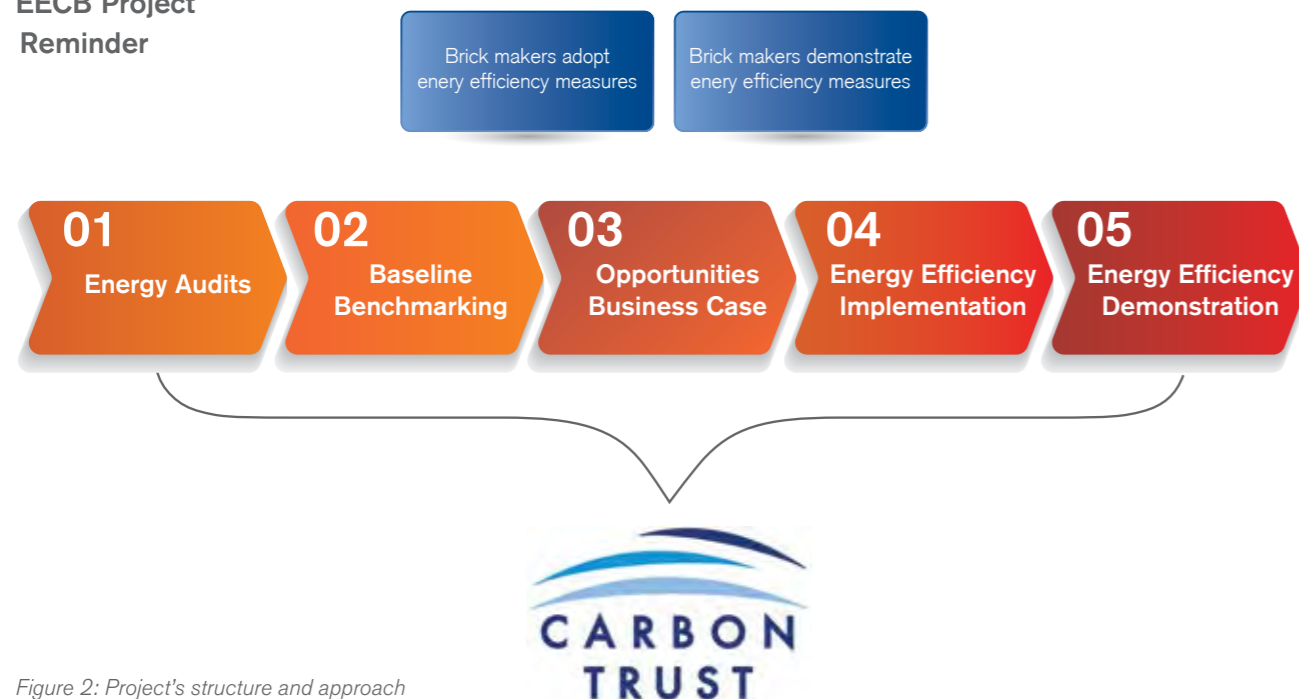 EECB Project
Reminder
Brick makers adopt
enery efficiency measures
Brick makers demonstrate
enery efficiency measures
01
Energy Audits
02
Baseline
Benchmarking
03
Opportunities
Business Case
04
Energy Efficiency
Implementation
05
Energy Efficiency
Demonstration
CARBON
TRUST
Figure 2: Project's structure and approach